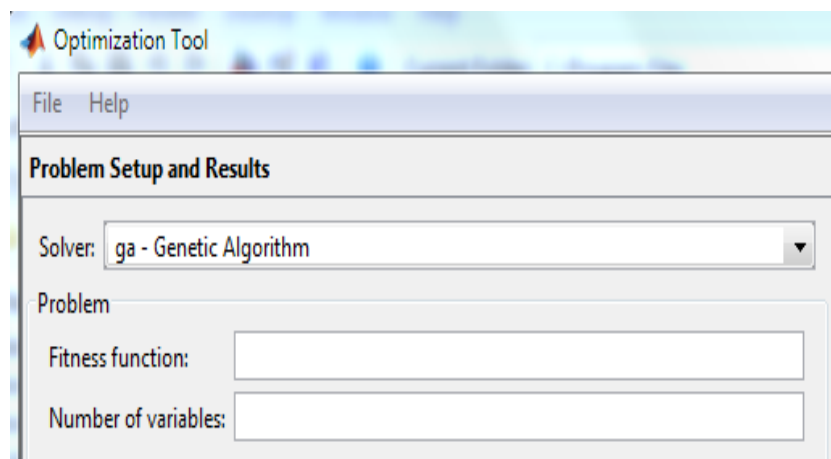 Optimization Tool
File Help
Problem Setup and Results
Solver: ga - Genetic Algorithm
Problem
Fitness function:
Number of variables: